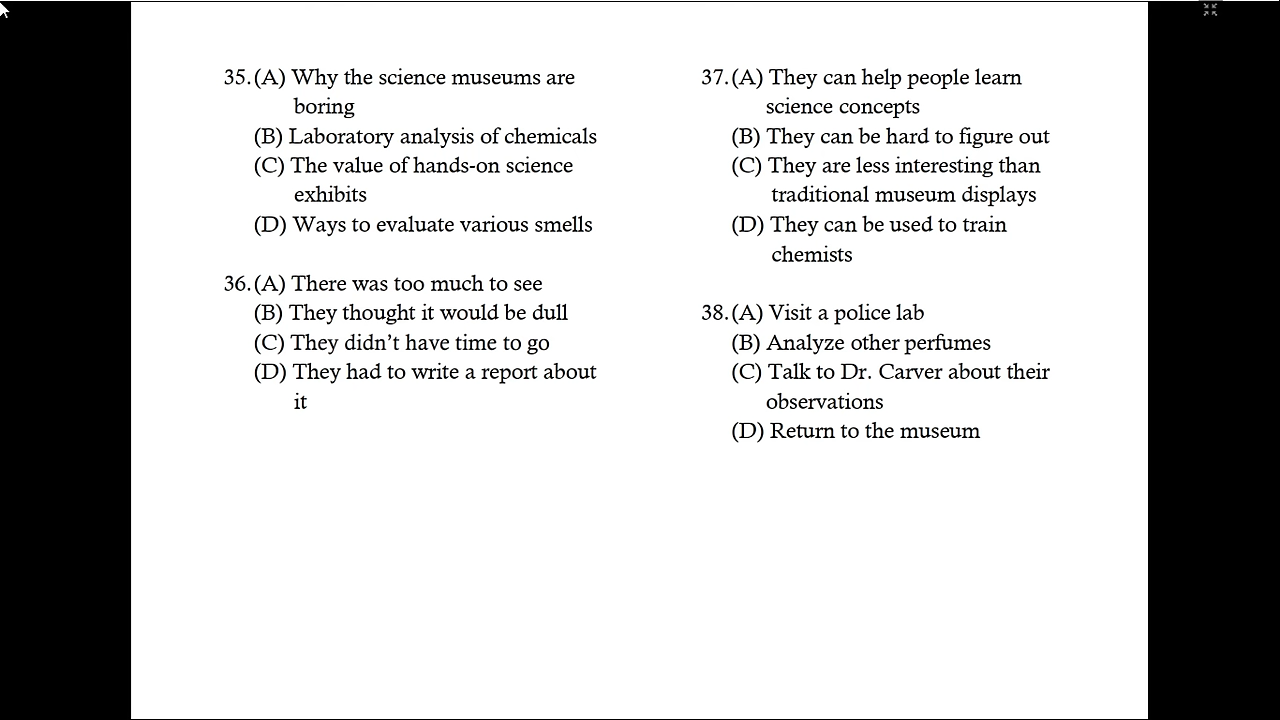 35.(A) Why the science museums are
boring
(B) Laboratory analysis of chemicals
(C) The value of hands-on science
exhibits
(D) Ways to evaluate various smells
36.(A) There was too much to see
(B) They thought it would be dull
(C) They didn't have time to go
(D) They had to write a report about
it
37.(A) They can help people learn
science concepts
(B) They can be hard to figure out
(C) They are less interesting than
traditional museum displays
(D) They can be used to train
chemists
38.(A) Visit a police lab
(B) Analyze other perfumes
(C) Talk to Dr. Carver about their
observations
(D) Return to the museum